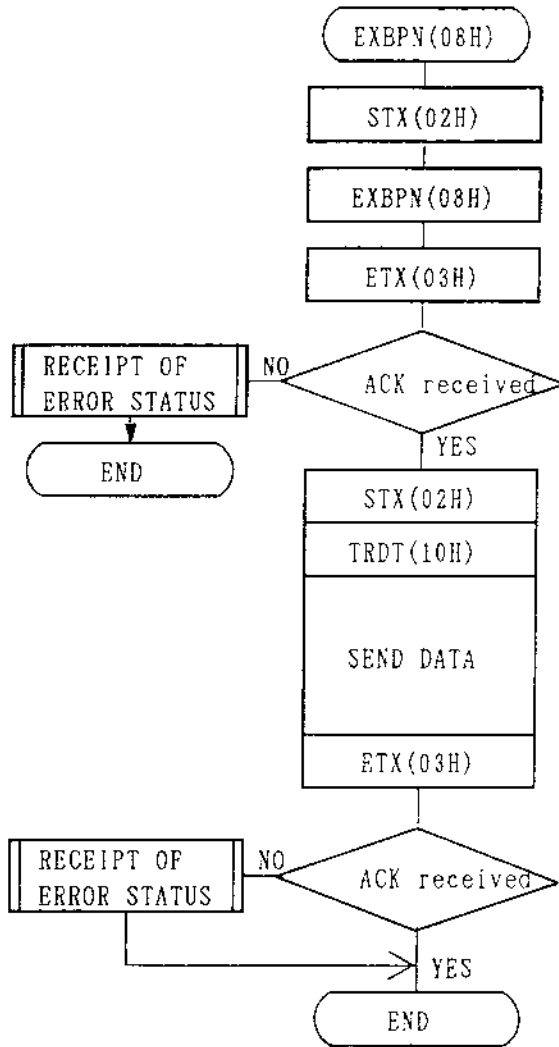 EXBPN(08H)
STX(02H)
EXBPN(08H)
ETX(03H)
RECEIPT OF
ERROR STATUS
NO
ACK received
END
YES
STX(02H)
TRDT(10H)
SEND DATA
ETX(03H)
RECEIPT OF
ERROR STATUS
NO
ACK received
YES
END